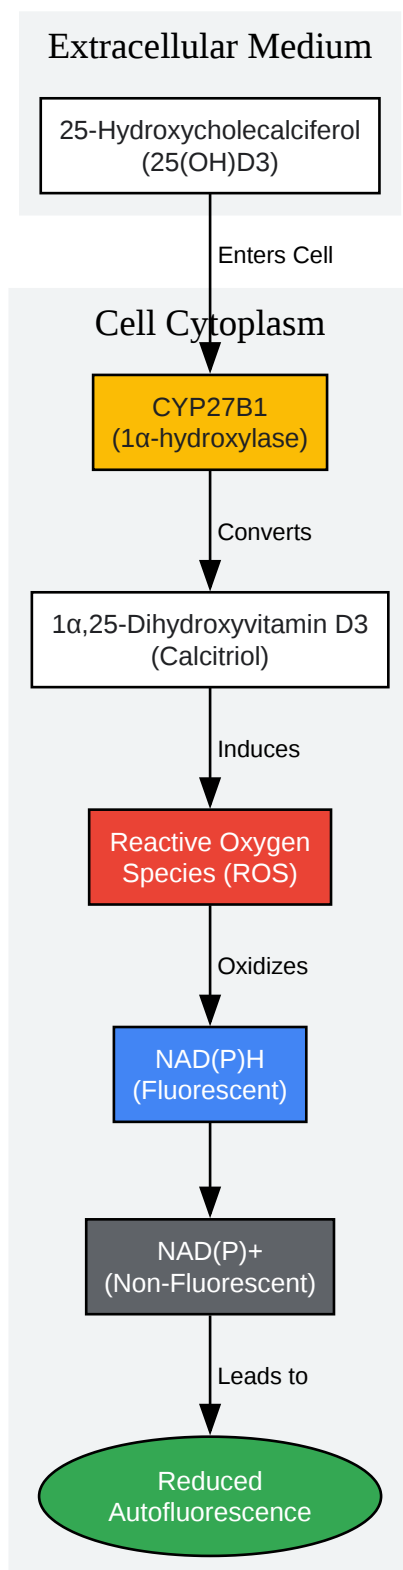 Extracellular Medium
25-Hydroxycholecalciferol
(25(OH)D3)
Enters Cell
Cell Cytoplasm
CYP27B1
(1α-hydroxylase)
Converts
1α,25-Dihydroxyvitamin D3
(Calcitriol)
Induces
Reactive Oxygen
Species (ROS)
Oxidizes
NAD(P)H
(Fluorescent)
NAD(P)+
(Non-Fluorescent)
Leads to
Reduced
Autofluorescence